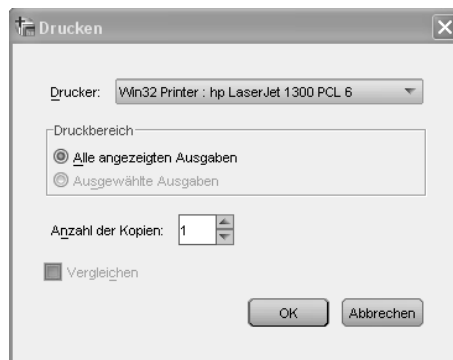 Drucken
Drucker: Win32 Printer : hp LaserJet 1300 PCL 6
Druckbereich
Alle angezeigten Ausgaben
Ausgewählte Ausgaben
Anzahl der Kopien: 1
Vergleichen
OK Abbrechen